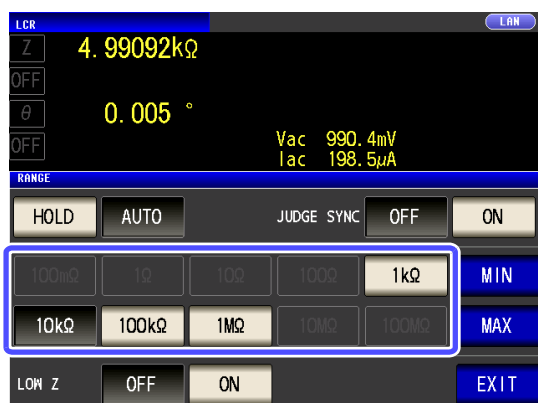 LCR LAN
Z 4.99092kΩ
OFF
θ 0.005 °
OFF
Vac 990.4mV
Iac 198.5μA
RANGE
HOLD AUTO JUDGE SYNC OFF ON
100mΩ 1Ω 10Ω 100Ω 1kΩ MIN
10kΩ 100kΩ 1MΩ 10MΩ 100MΩ MAX
LOW Z OFF ON EXIT